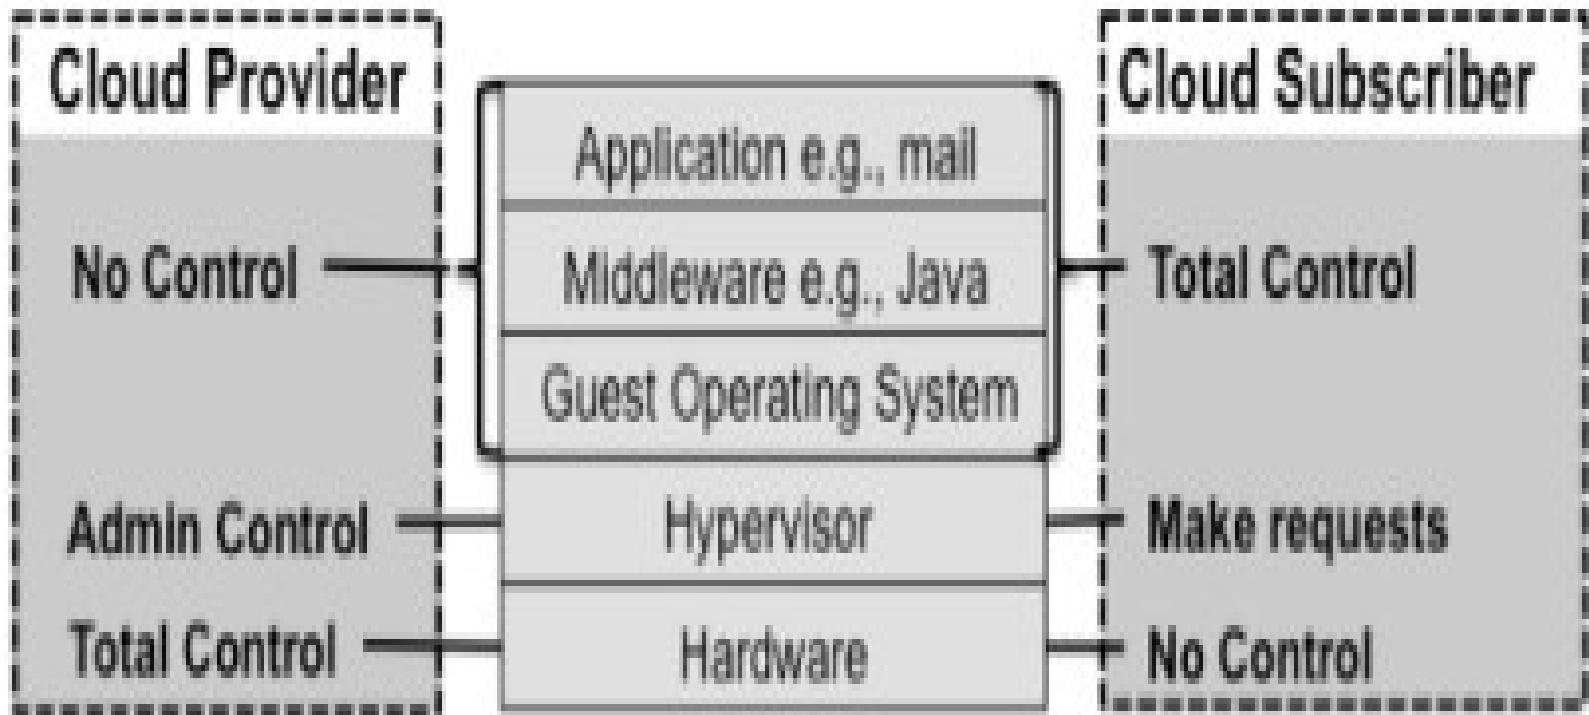 Cloud Provider
Cloud Subscriber
Application e.g., mail
No Control
Middleware e.g., Java
Total Control
Guest Operating System
Admin Control
Hypervisor
Make requests
Total Control
Hardware
No Control